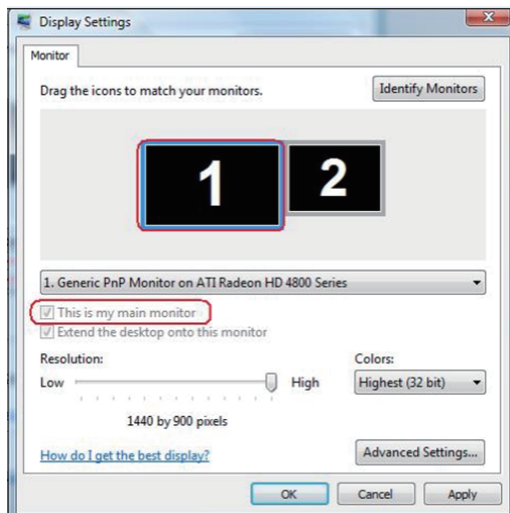 Display Settings
Monitor
Drag the icons to match your monitors.
Identify Monitors
1 2
1. Generic PnP Monitor on ATI Radeon HD 4800 Series
This is my main monitor
Extend the desktop onto this monitor
Resolution:
Colors:
Low High
Highest (32 bit)
1440 by 900 pixels
How do I get the best display?
Advanced Settings...
OK Cancel Apply